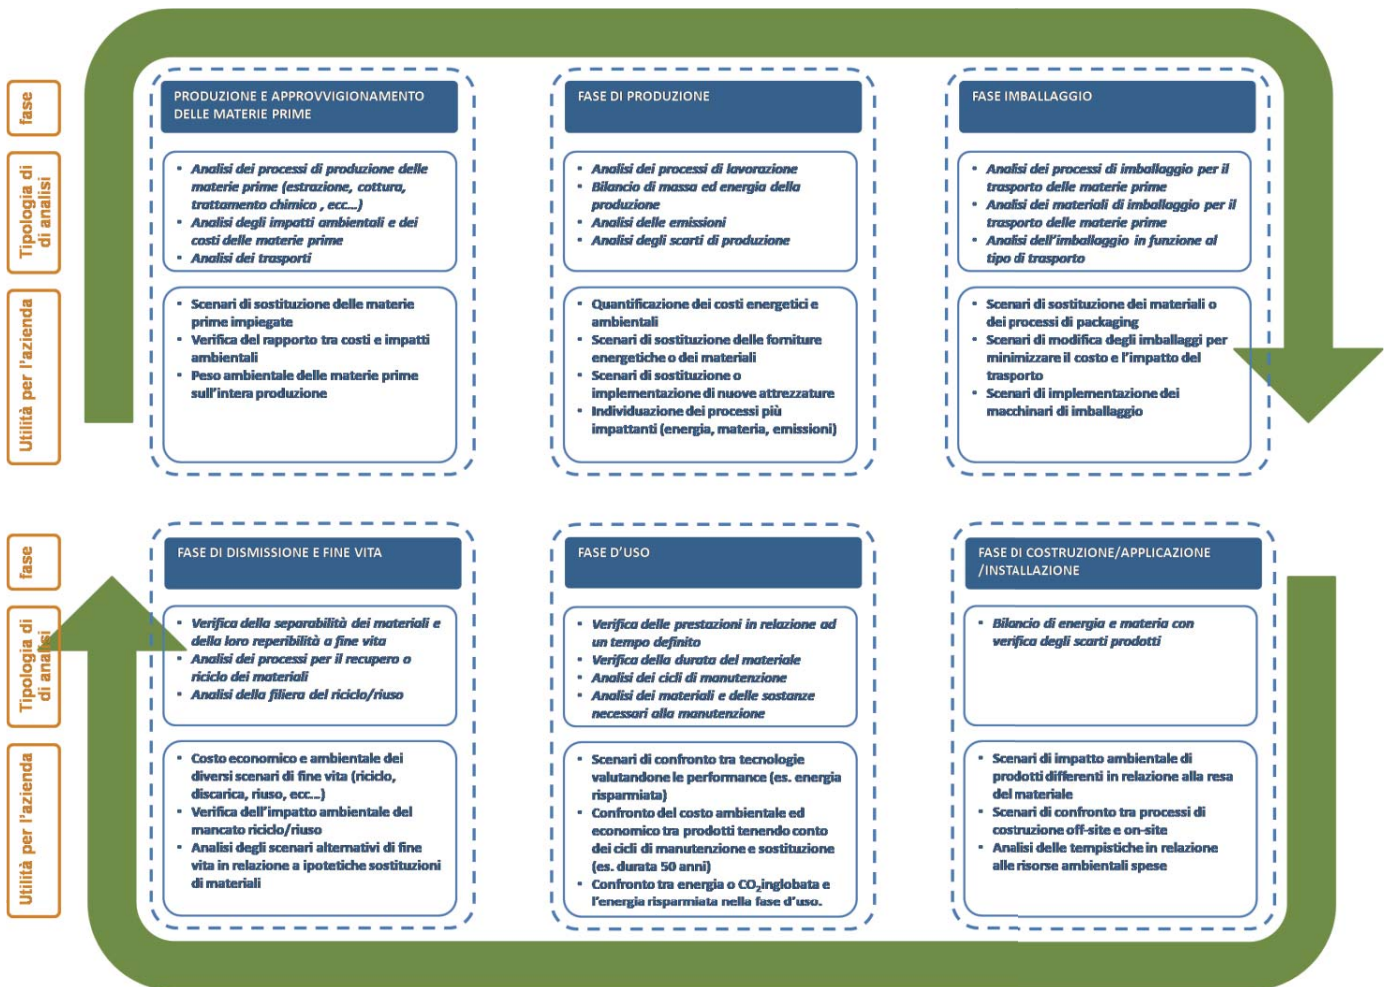 fase
PRODUZIONE E APPROVVIGIONAMENTO
DELLE MATERIE PRIME
FASE DI PRODUZIONE
FASE IMBALLAGGIO
Tipologia di
di analisi
▪ Analisi dei processi di produzione delle
materie prime (estrazione, cottura,
trattamento chimico , ecc...)
▪ Analisi degli impatti ambientali e dei
costi delle materie prime
▪ Analisi dei trasporti
▪ Analisi dei processi di lavorazione
▪ Bilancio di massa ed energia della
produzione
▪ Analisi delle emissioni
▪ Analisi degli scarti di produzione
▪ Analisi dei processi di imballaggio per il
trasporto delle materie prime
▪ Analisi dei materiali di imballaggio per il
trasporto delle materie prime
▪ Analisi dell'imballaggio in funzione al
tipo di trasporto
Utilità per l'azienda
▪ Scenari di sostituzione delle materie
prime impiegate
▪ Verifica del rapporto tra costi e impatti
ambientali
▪ Peso ambientale delle materie prime
sull'intera produzione
▪ Quantificazione dei costi energetici e
ambientali
▪ Scenari di sostituzione delle forniture
energetiche o dei materiali
▪ Scenari di sostituzione o
implementazione di nuove attrezzature
▪ Individuazione dei processi più
impattanti (energia, materia, emissioni)
▪ Scenari di sostituzione dei materiali o
dei processi di packaging
▪ Scenari di modifica degli imballaggi per
minimizzare il costo e l'impatto del
trasporto
▪ Scenari di implementazione dei
macchinari di imballaggio
fase
FASE DI DISMISSIONE E FINE VITA
FASE D'USO
FASE DI COSTRUZIONE/APPLICAZIONE
/INSTALLAZIONE
Tipologia di
di analisi
▪ Verifica della separabilità dei materiali e
della loro reperibilità a fine vita
▪ Analisi dei processi per il recupero o
riciclo dei materiali
▪ Analisi della filiera del riciclo/riuso
▪ Verifica delle prestazioni in relazione ad
un tempo definito
▪ Verifica della durata del materiale
▪ Analisi dei cicli di manutenzione
▪ Analisi dei materiali e delle sostanze
necessari alla manutenzione
▪ Bilancio di energia e materia con
verifica degli scarti prodotti
Utilità per l'azienda
▪ Costo economico e ambientale dei
diversi scenari di fine vita (riciclo,
discarica, riuso, ecc...)
▪ Verifica dell'impatto ambientale del
mancato riciclo/riuso
▪ Analisi degli scenari alternativi di fine
vita in relazione a ipotetiche sostituzioni
di materiali
▪ Scenari di confronto tra tecnologie
valutandone le performance (es. energia
risparmiata)
▪ Confronto del costo ambientale ed
economico tra prodotti tenendo conto
dei cicli di manutenzione e sostituzione
(es. durata 50 anni)
▪ Confronto tra energia o CO₂inglobata e
l'energia risparmiata nella fase d'uso.
▪ Scenari di impatto ambientale di
prodotti differenti in relazione alla resa
del materiale
▪ Scenari di confronto tra processi di
costruzione off-site e on-site
▪ Analisi delle tempistiche in relazione
alle risorse ambientali spese